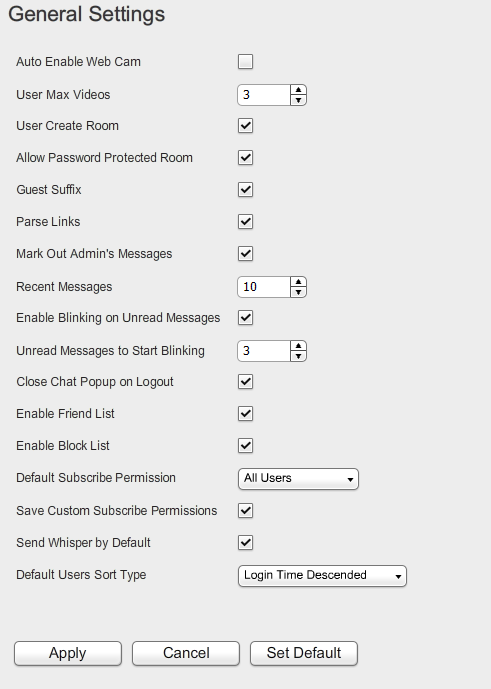 General Settings
Auto Enable Web Cam
User Max Videos 3
User Create Room
Allow Password Protected Room
Guest Suffix
Parse Links
Mark Out Admin's Messages
Recent Messages 10
Enable Blinking on Unread Messages
Unread Messages to Start Blinking 3
Close Chat Popup on Logout
Enable Friend List
Enable Block List
Default Subscribe Permission All Users
Save Custom Subscribe Permissions
Send Whisper by Default
Default Users Sort Type Login Time Descended
Apply Cancel Set Default